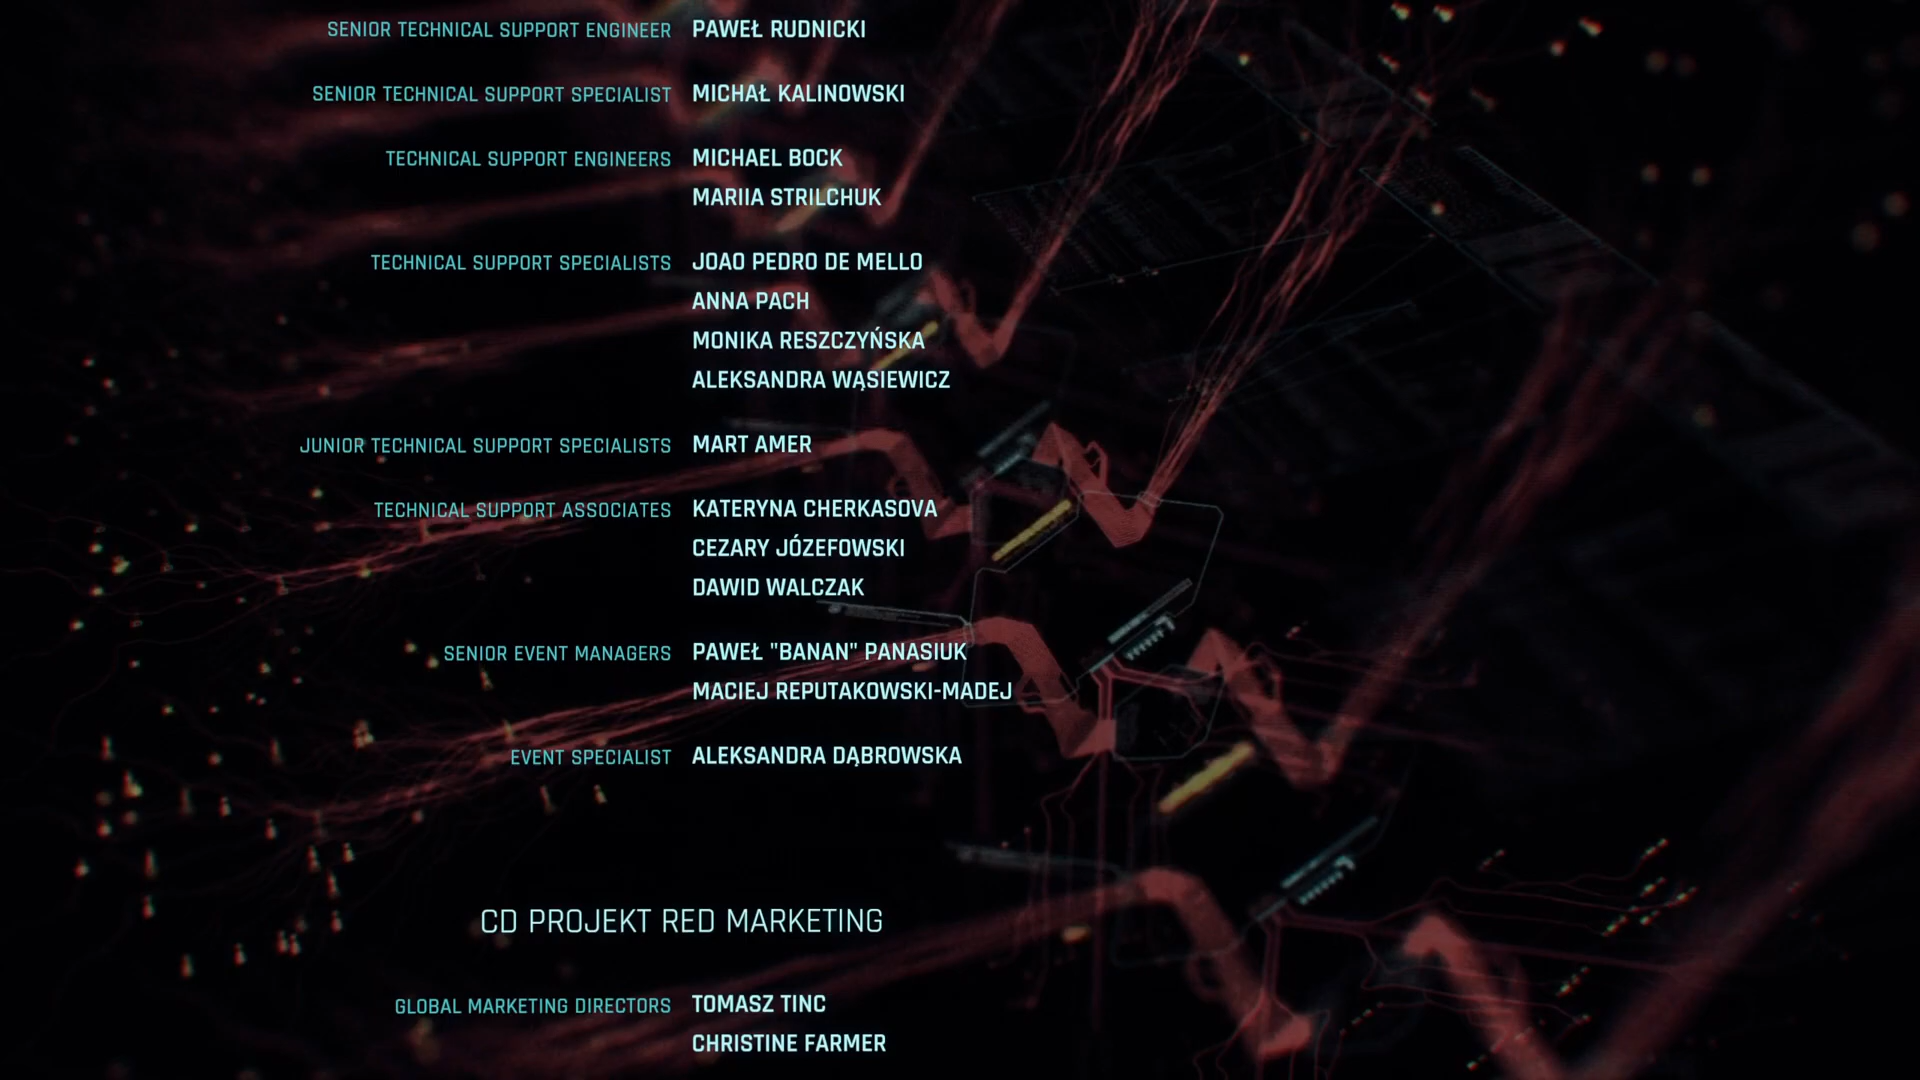 SENIOR TECHNICAL SUPPORT ENGINEER PAWEŁ RUDNICKI
SENIOR TECHNICAL SUPPORT SPECIALIST MICHAŁ KALINOWSKI
TECHNICAL SUPPORT ENGINEERS MICHAEL BOCK
MARIIA STRILCHUK
TECHNICAL SUPPORT SPECIALISTS JOAO PEDRO DE MELLO
ANNA PACH
MONIKA RESZCZYŃSKA
ALEKSANDRA WĄSIEWICZ
JUNIOR TECHNICAL SUPPORT SPECIALISTS MART AMER
TECHNICAL SUPPORT ASSOCIATES KATERYNA CHERKASOVA
CEZARY JÓZEFOWSKI
DAWID WALCZAK
SENIOR EVENT MANAGERS PAWEŁ "BANAN" PANASIUK
MACIEJ REPUTAKOWSKI-MADEJ
EVENT SPECIALIST ALEKSANDRA DĄBROWSKA
CD PROJEKT RED MARKETING
GLOBAL MARKETING DIRECTORS TOMASZ TINC
CHRISTINE FARMER